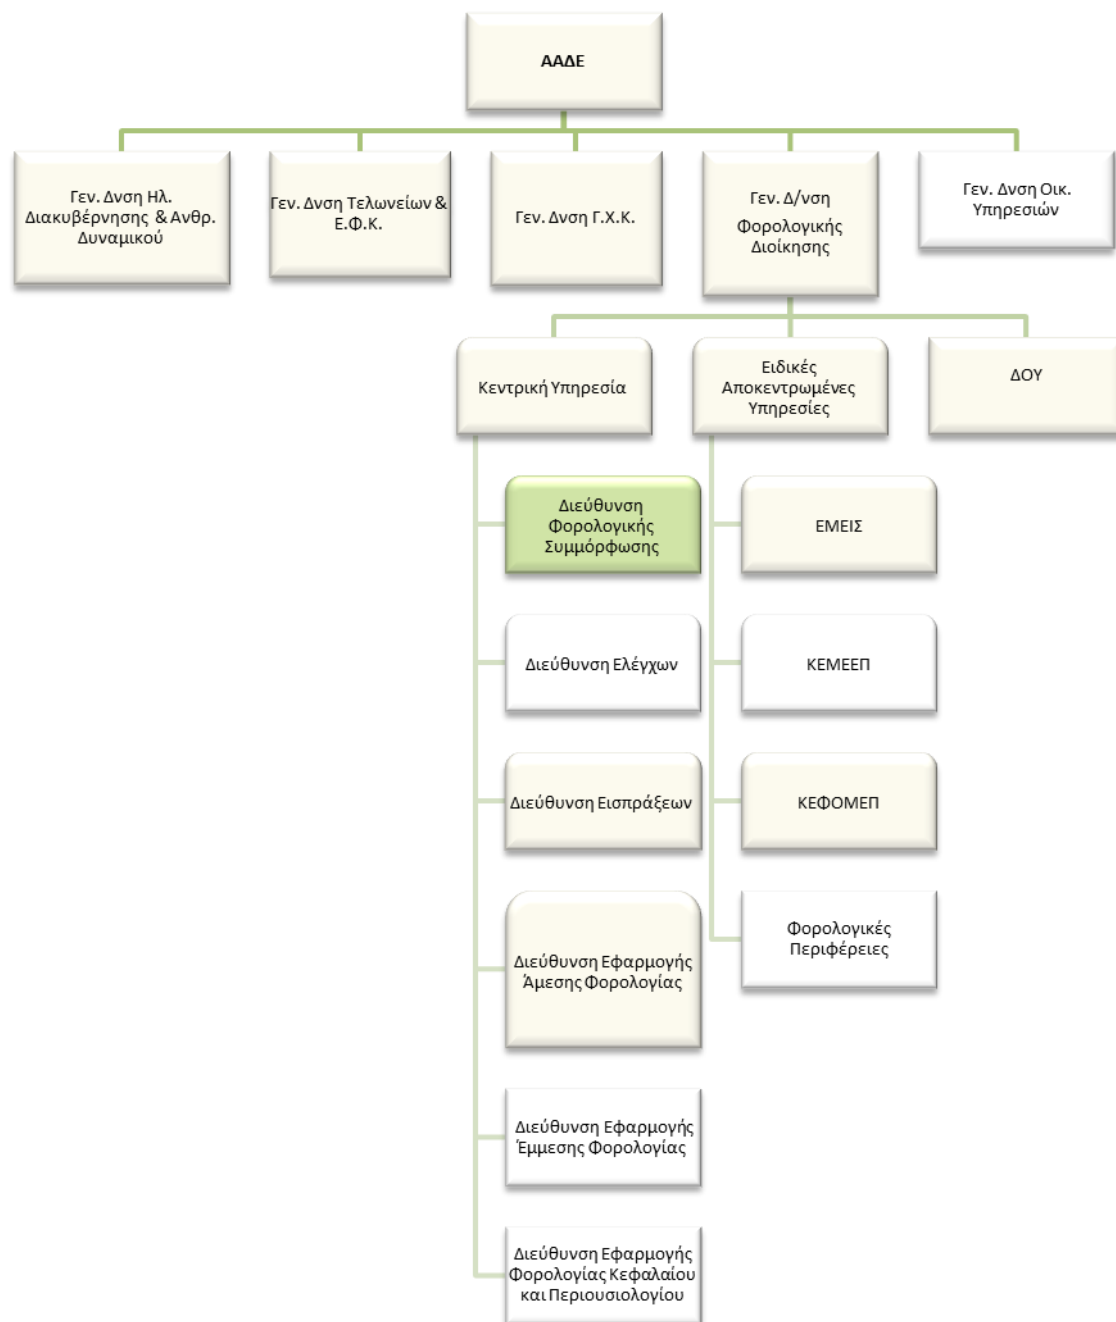 ΑΑΔΕ
Γεν. Δνση Ηλ.
Διακυβέρνησης & Ανθρ.
Δυναμικού
Γεν. Δνση Τελωνείων &
Ε.Φ.Κ.
Γεν. Δνση Γ.Χ.Κ.
Γεν. Δ/νση
Φορολογικής
Διοίκησης
Γεν. Δνση Οικ.
Υπηρεσιών
Κεντρική Υπηρεσία
Ειδικές
Αποκεντρωμένες
Υπηρεσίες
ΔΟΥ
Διεύθυνση
Φορολογικής
Συμμόρφωσης
Διεύθυνση Ελέγχων
Διεύθυνση Εισπράξεων
Διεύθυνση Εφαρμογής
Άμεσης Φορολογίας
Διεύθυνση Εφαρμογής
Έμμεσης Φορολογίας
Διεύθυνση Εφαρμογής
Φορολογίας Κεφαλαίου
και Περιουσιολογίου
ΕΜΕΙΣ
ΚΕΜΕΕΠ
ΚΕΦΟΜΕΠ
Φορολογικές
Περιφέρειες